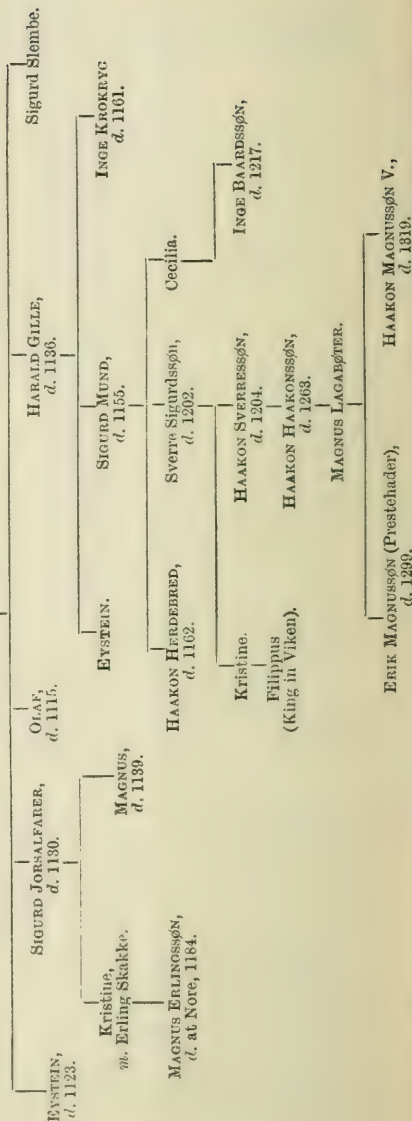 EYSTEIN,
d. 1123.
SIGURD JORSALFARER,
d. 1130.
OLAF,
d. 1115.
HARALD GILLE,
d. 1136.
Sigurd Slembe.
Kristine,
m. Erling Skakke.
MAGNUS,
d. 1139.
EYSTEIN.
SIGURD MUND,
d. 1155.
INGE KROKRYG
d. 1161.
MAGNUS ERLINGSSØN,
d. at Nore, 1184.
HAAKON HERDEBRED,
d. 1162.
Sverre Sigurdssøn,
d. 1202.
Cecilia.
Kristine.
HAAKON SVERRESSØN,
d. 1204.
INGE BAARDSSØN,
d. 1217.
Filippus
(King in Viken).
HAAKON HAAKONSSØN,
d. 1263.
MAGNUS LAGABØTER.
ERIK MAGNUSSØN (Prestehader),
d. 1299.
HAAKON MAGNUSSØN V.,
d. 1319.